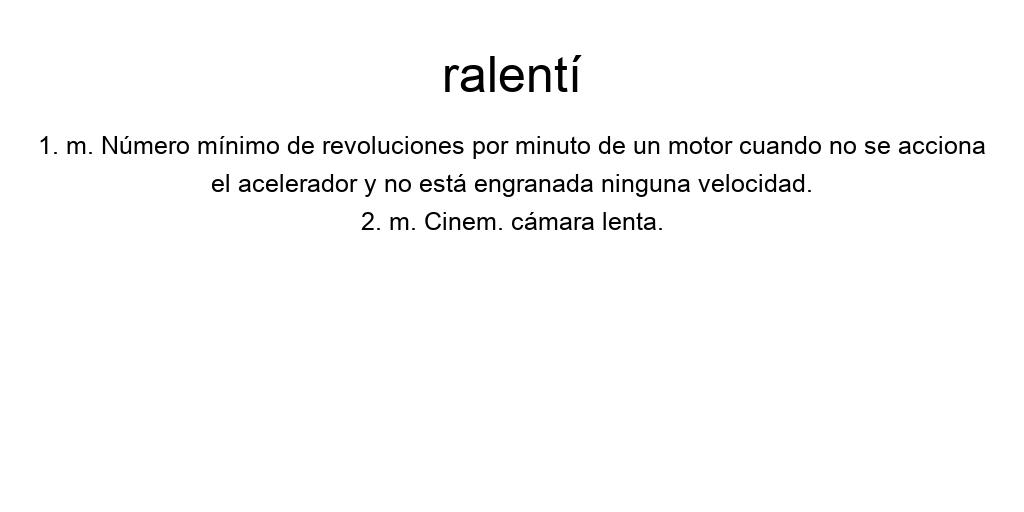 ralentí
1. m. Número mínimo de revoluciones por minuto de un motor cuando no se acciona
el acelerador y no está engranada ninguna velocidad.
2. m. Cinem. cámara lenta.